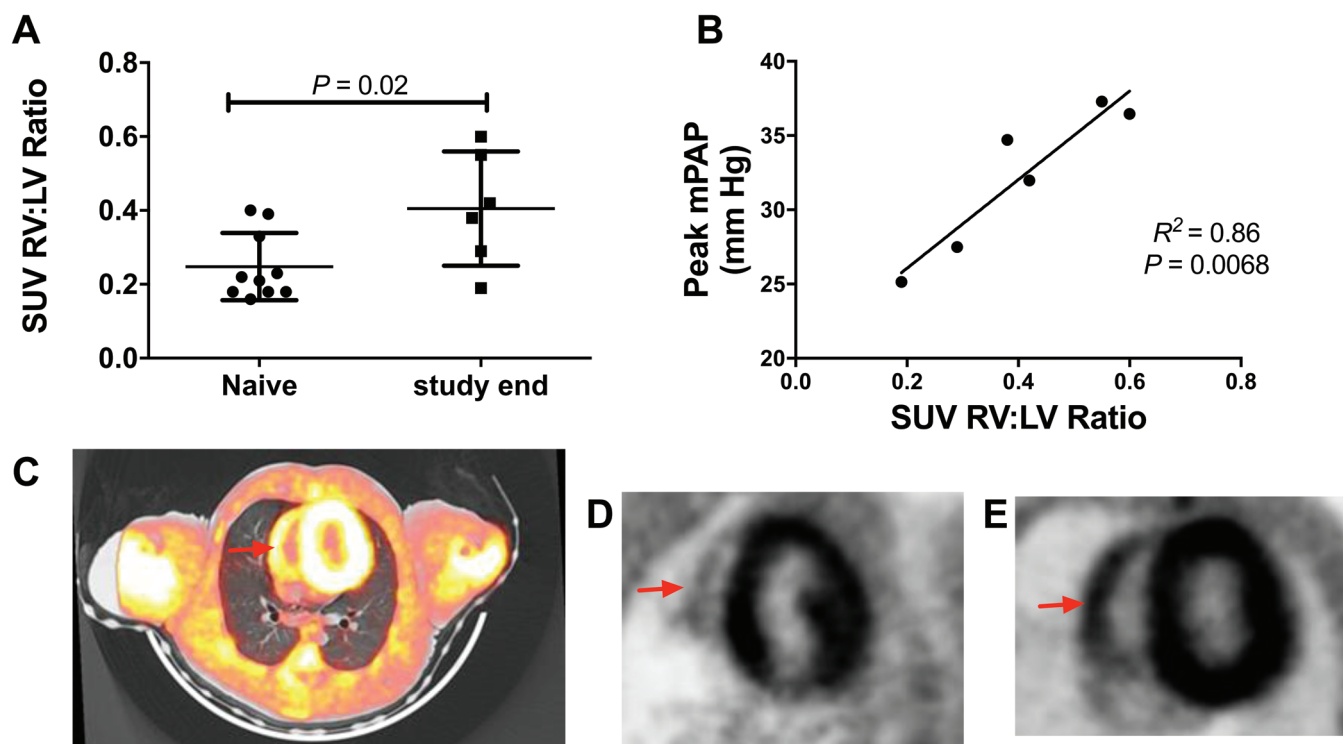 A
SUV RV:LV Ratio
0.8
0.6
0.4
0.2
0.0
P = 0.02
Naive
study end
B
Peak mPAP
(mm Hg)
40
35
30
25
20
R² = 0.86
P = 0.0068
0.0
0.2
0.4
0.6
0.8
SUV RV:LV Ratio
C
D
E